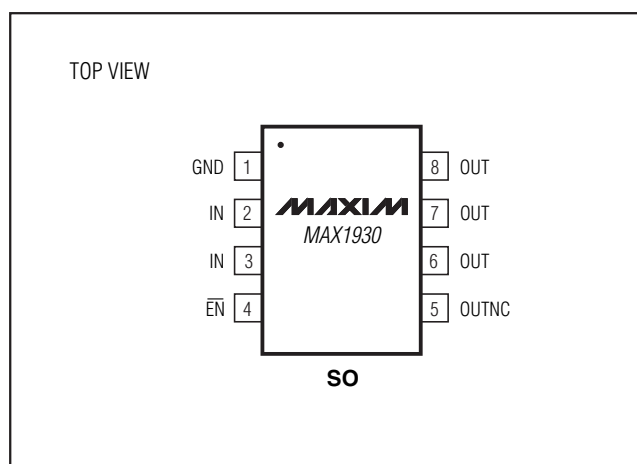 TOP VIEW
GND 1 8 OUT
IN 2 MAXIM 7 OUT
MAX1930
IN 3 6 OUT
E̅N̅ 4 5 OUTNC
SO